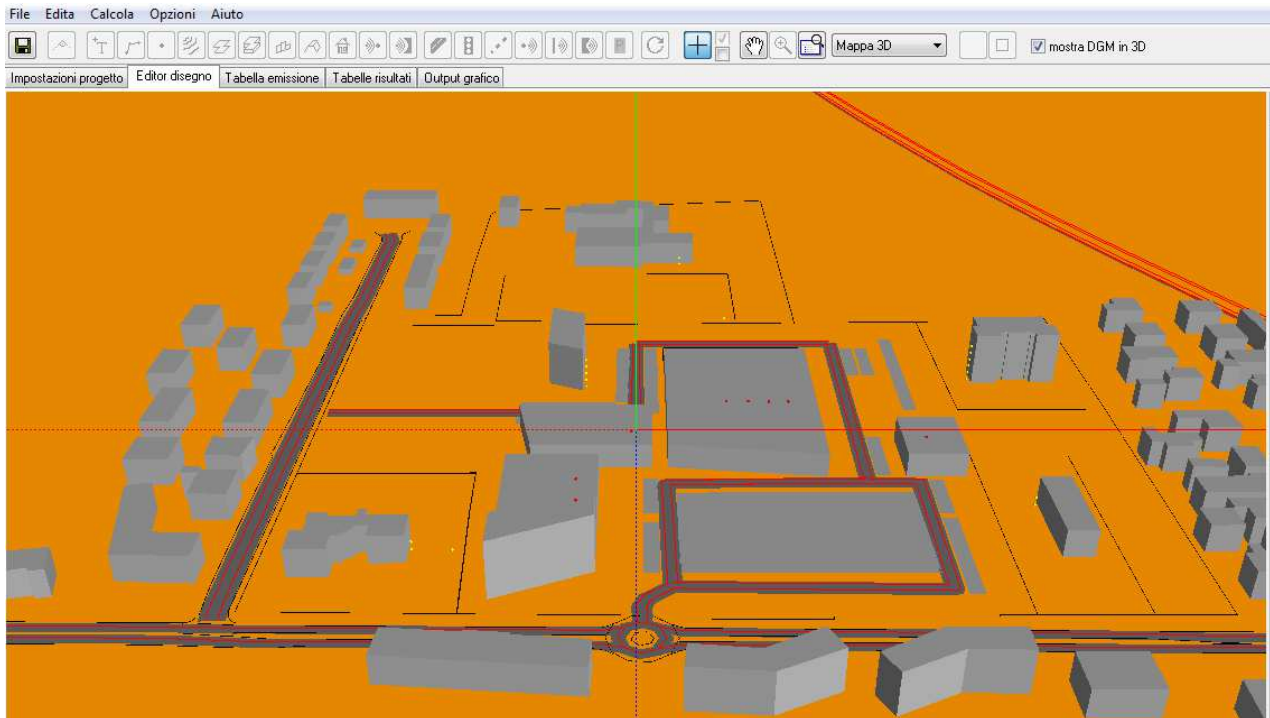 File Edita Calcola Opzioni Aiuto
T Mappa 3D mostra DGM in 3D
Impostazioni progetto Editor disegno Tabella emissione Tabelle risultati Output grafico